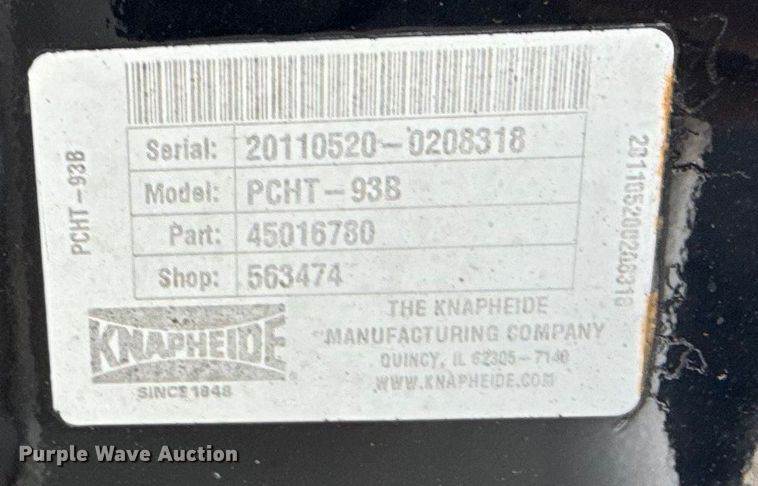 PCHT-93B
Serial: 20110520-0208318
Model: PCHT-93B
Part: 45016780
Shop: 563474
201105200208318
KNAPHEIDE
SINCE 1848
THE KNAPHEIDE
MANUFACTURING COMPANY
QUINCY, IL 62305-7140
WWW.KNAPHEIDE.COM
Purple Wave Auction